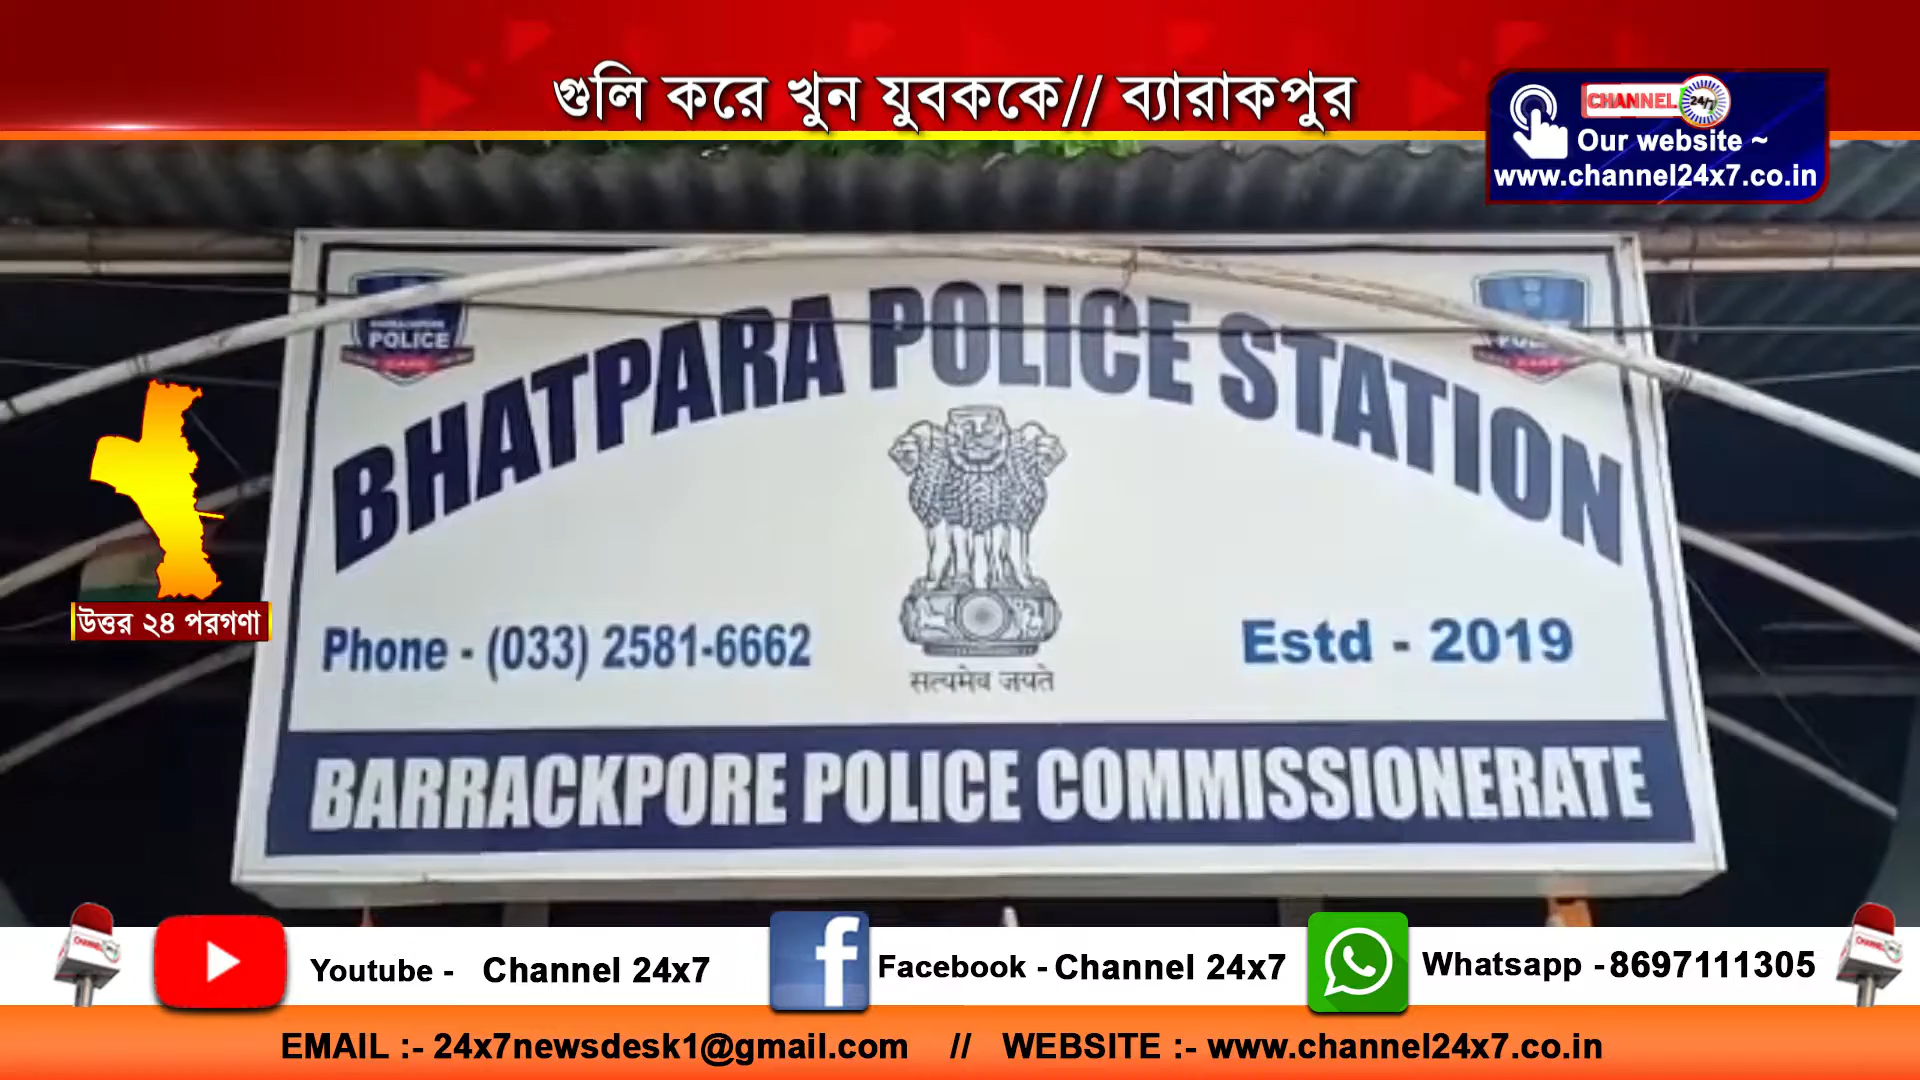 গুলি করে খুন যুবককে// ব্যারাকপুর
CHANNEL 24/7
Our website ~
www.channel24x7.co.in
POLICE
BHATPARA POLICE STATION
উত্তর ২৪ পরগণা
Phone - (033) 2581-6662
Estd - 2019
सत्यमेव जयते
BARRACKPORE POLICE COMMISSIONERATE
Youtube - Channel 24x7
Facebook - Channel 24x7
Whatsapp - 8697111305
EMAIL :- 24x7newsdesk1@gmail.com // WEBSITE :- www.channel24x7.co.in